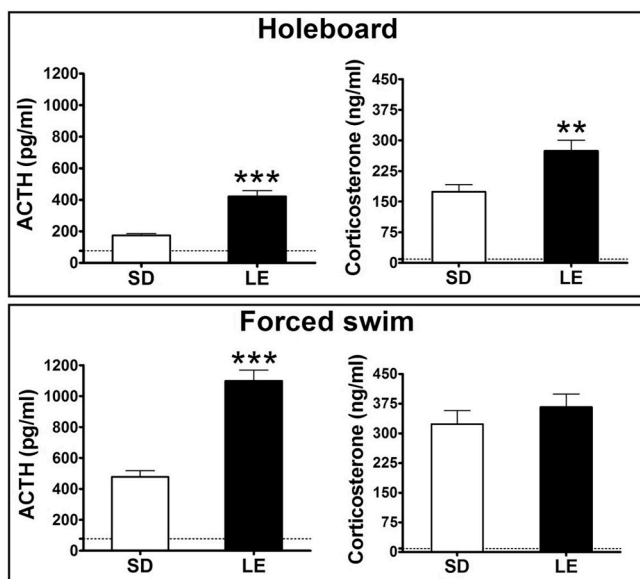 Holeboard
ACTH (pg/ml)
1200
1000
800
600
400
200
0
***
SD
LE
Corticosterone (ng/ml)
450
375
300
225
150
75
0
**
SD
LE
Forced swim
ACTH (pg/ml)
1200
1000
800
600
400
200
0
***
SD
LE
Corticosterone (ng/ml)
450
375
300
225
150
75
0
SD
LE